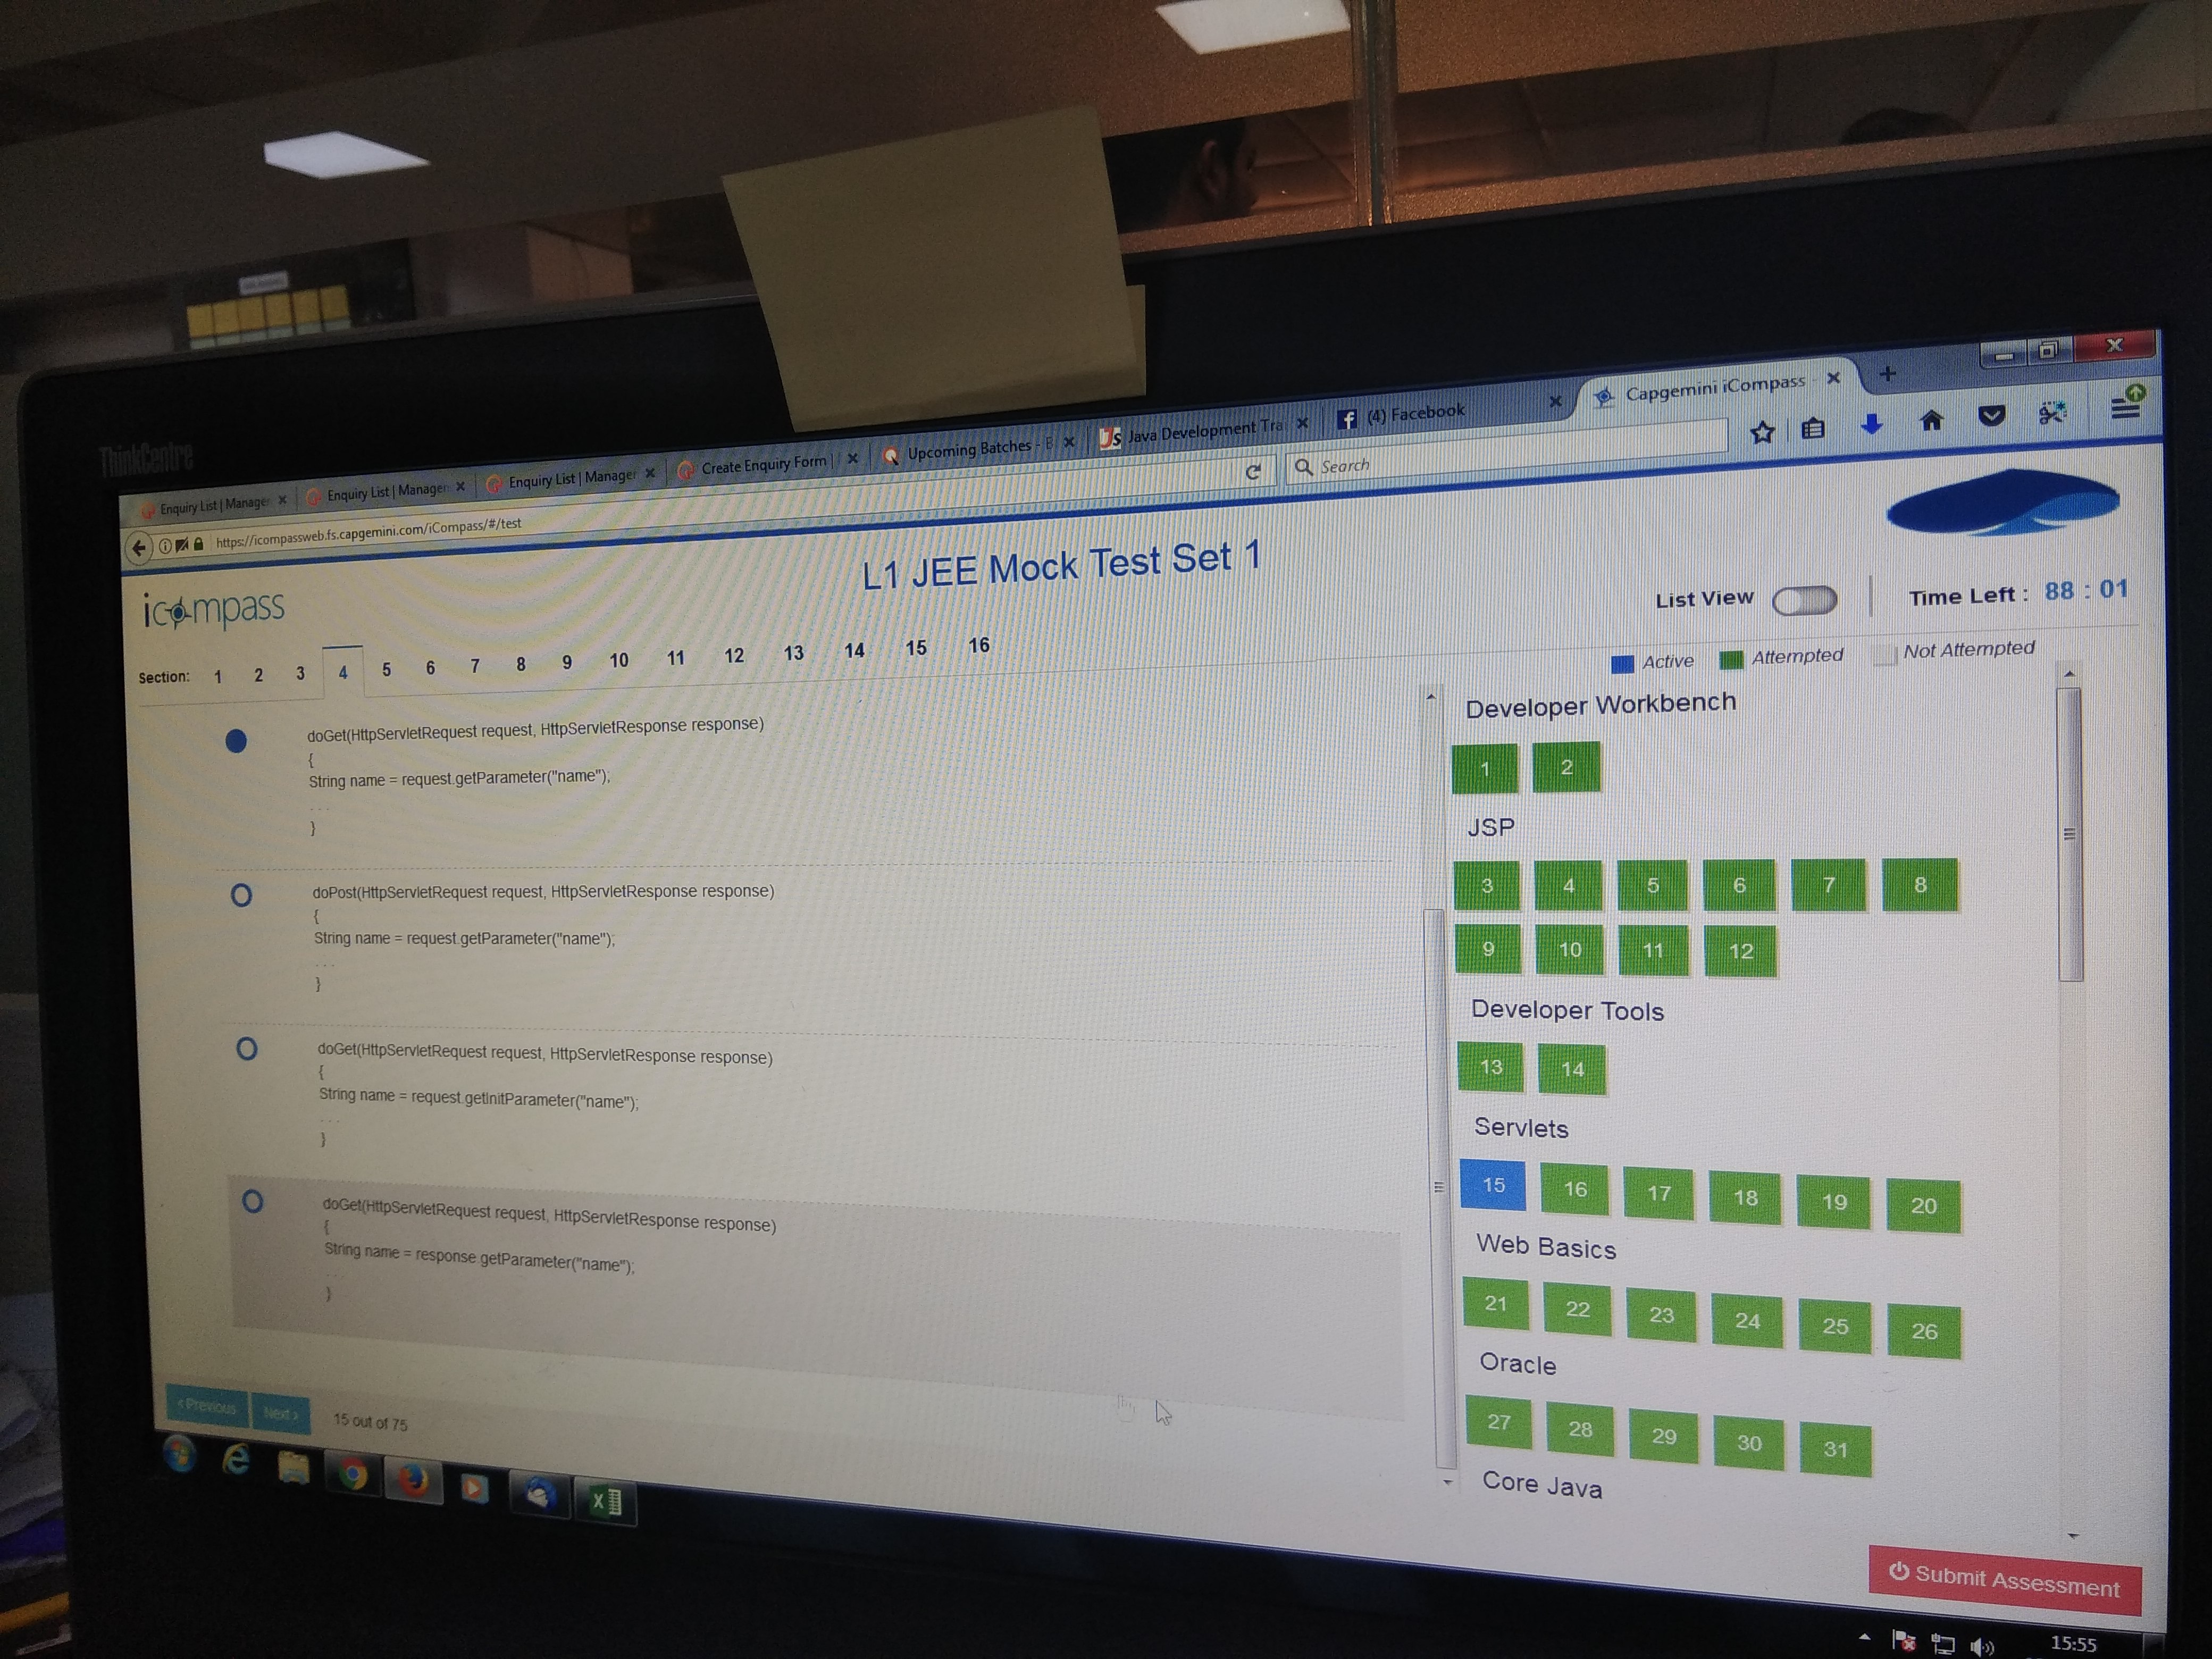 ThinkCentre
Enquiry List | Manage
Enquiry List | Manager
Enquiry List | Manager
Create Enquiry Form |
Upcoming Batches - E
Java Development Tra
(4) Facebook
Capgemini iCompass
https://icompassweb.fs.capgemini.com/iCompass/#/test
Search
icompass
L1 JEE Mock Test Set 1
List View
Time Left : 88 : 01
Section: 1 2 3 4 5 6 7 8 9 10 11 12 13 14 15 16
Active Attempted Not Attempted
doGet(HttpServletRequest request, HttpServletResponse response)
{
String name = request.getParameter("name");
. . .
}
doPost(HttpServletRequest request, HttpServletResponse response)
{
String name = request.getParameter("name");
. . .
}
doGet(HttpServletRequest request, HttpServletResponse response)
{
String name = request.getInitParameter("name");
. . .
}
doGet(HttpServletRequest request, HttpServletResponse response)
{
String name = response.getParameter("name");
. . .
}
< Previous
Next >
15 out of 75
Developer Workbench
1 2
JSP
3 4 5 6 7 8
9 10 11 12
Developer Tools
13 14
Servlets
15 16 17 18 19 20
Web Basics
21 22 23 24 25 26
Oracle
27 28 29 30 31
Core Java
Submit Assessment
15:55